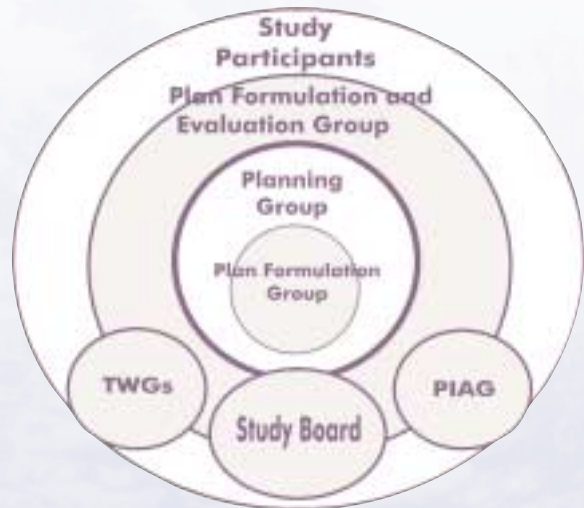 Study
Participants
Plan Formulation and
Evaluation Group
Planning
Group
Plan Formulation
Group
TWGs
Study Board
PIAG